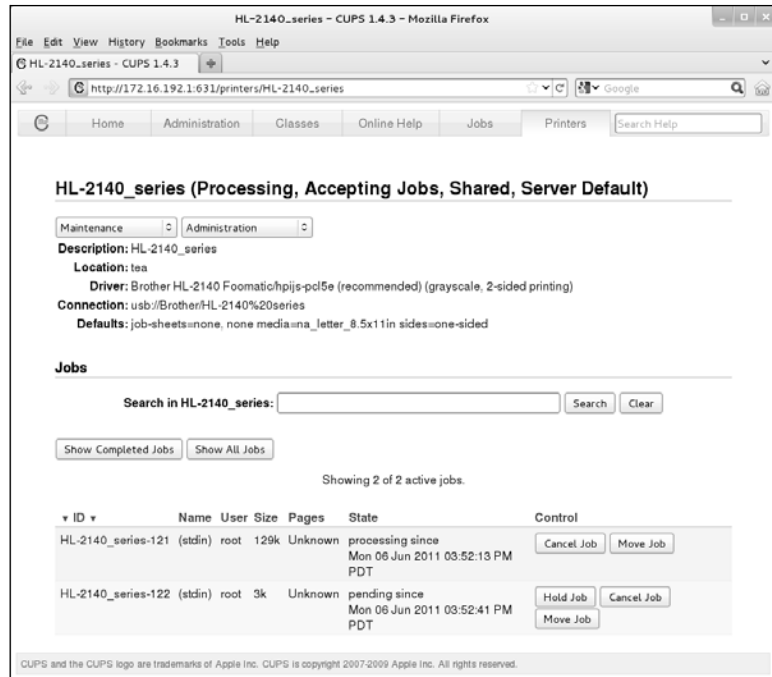 HL-2140_series - CUPS 1.4.3 - Mozilla Firefox
File Edit View History Bookmarks Tools Help
HL-2140_series - CUPS 1.4.3
http://172.16.192.1:631/printers/HL-2140_series
Google
Home Administration Classes Online Help Jobs Printers Search Help
HL-2140_series (Processing, Accepting Jobs, Shared, Server Default)
Maintenance Administration
Description: HL-2140_series
Location: tea
Driver: Brother HL-2140 Foomatic/hpijs-pcl5e (recommended) (grayscale, 2-sided printing)
Connection: usb://Brother/HL-2140%20series
Defaults: job-sheets=none, none media=na_letter_8.5x11in sides=one-sided
Jobs
Search in HL-2140_series: Search Clear
Show Completed Jobs Show All Jobs
Showing 2 of 2 active jobs.
▼ ID ▼ Name User Size Pages State Control
HL-2140_series-121 (stdin) root 129k Unknown processing since Cancel Job Move Job
Mon 06 Jun 2011 03:52:13 PM
PDT
HL-2140_series-122 (stdin) root 3k Unknown pending since Hold Job Cancel Job
Mon 06 Jun 2011 03:52:41 PM Move Job
PDT
CUPS and the CUPS logo are trademarks of Apple Inc. CUPS is copyright 2007-2009 Apple Inc. All rights reserved.